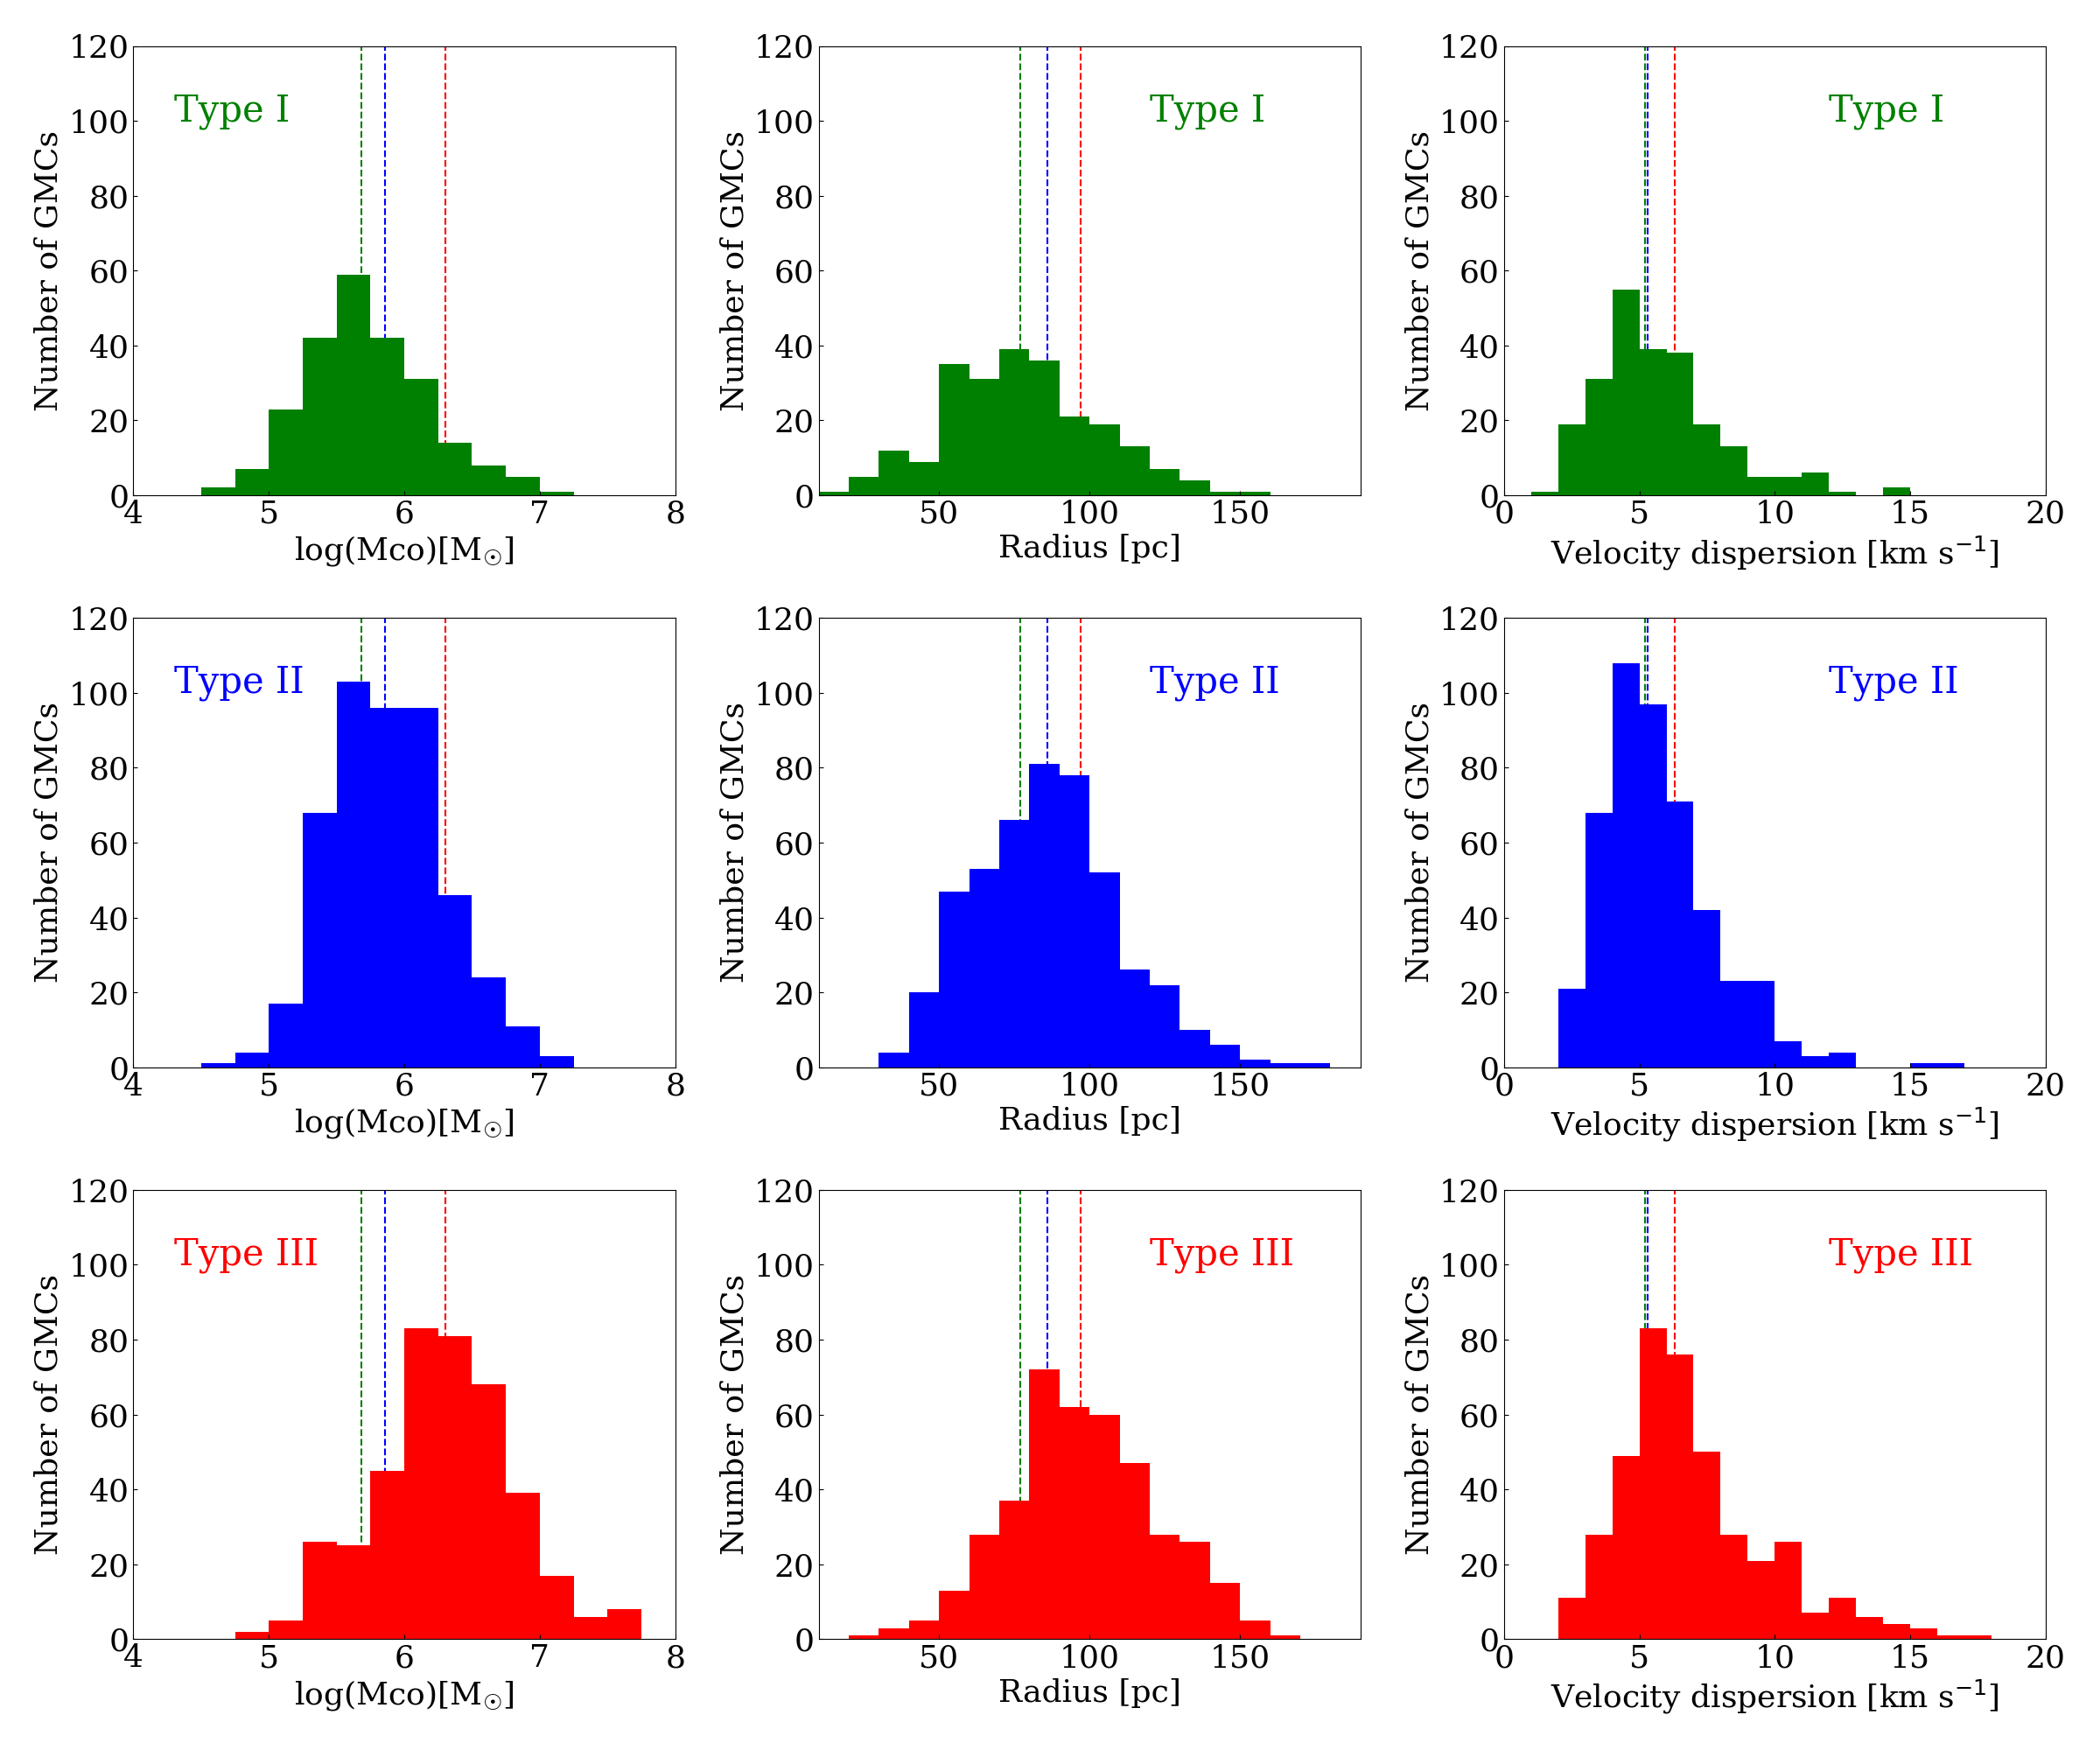 Type I
Number of GMCs
120
100
80
60
40
20
0
4 5 6 7 8
log(Mco)[M☉]
Type I
Number of GMCs
120
100
80
60
40
20
0
50 100 150
Radius [pc]
Type I
Number of GMCs
120
100
80
60
40
20
0
0 5 10 15 20
Velocity dispersion [km s⁻¹]
Type II
Number of GMCs
120
100
80
60
40
20
0
4 5 6 7 8
log(Mco)[M☉]
Type II
Number of GMCs
120
100
80
60
40
20
0
50 100 150
Radius [pc]
Type II
Number of GMCs
120
100
80
60
40
20
0
0 5 10 15 20
Velocity dispersion [km s⁻¹]
Type III
Number of GMCs
120
100
80
60
40
20
0
4 5 6 7 8
log(Mco)[M☉]
Type III
Number of GMCs
120
100
80
60
40
20
0
50 100 150
Radius [pc]
Type III
Number of GMCs
120
100
80
60
40
20
0
0 5 10 15 20
Velocity dispersion [km s⁻¹]